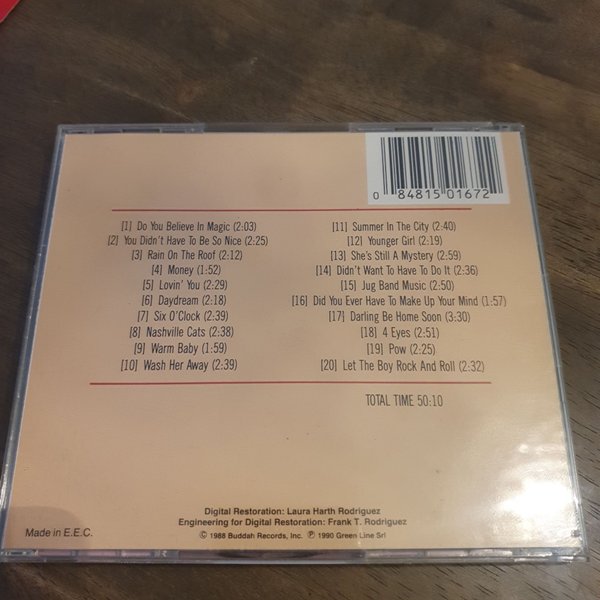 0 84815 01672
[1] Do You Believe In Magic (2:03)
[2] You Didn't Have To Be So Nice (2:25)
[3] Rain On The Roof (2:12)
[4] Money (1:52)
[5] Lovin' You (2:29)
[6] Daydream (2:18)
[7] Six O'Clock (2:39)
[8] Nashville Cats (2:38)
[9] Warm Baby (1:59)
[10] Wash Her Away (2:39)
[11] Summer In The City (2:40)
[12] Younger Girl (2:19)
[13] She's Still A Mystery (2:59)
[14] Didn't Want To Have To Do It (2:36)
[15] Jug Band Music (2:50)
[16] Did You Ever Have To Make Up Your Mind (1:57)
[17] Darling Be Home Soon (3:30)
[18] 4 Eyes (2:51)
[19] Pow (2:25)
[20] Let The Boy Rock And Roll (2:32)
TOTAL TIME 50:10
Digital Restoration: Laura Harth Rodriguez
Engineering for Digital Restoration: Frank T. Rodriguez
Made in E.E.C.
© 1988 Buddah Records, Inc. ℗ 1990 Green Line Srl